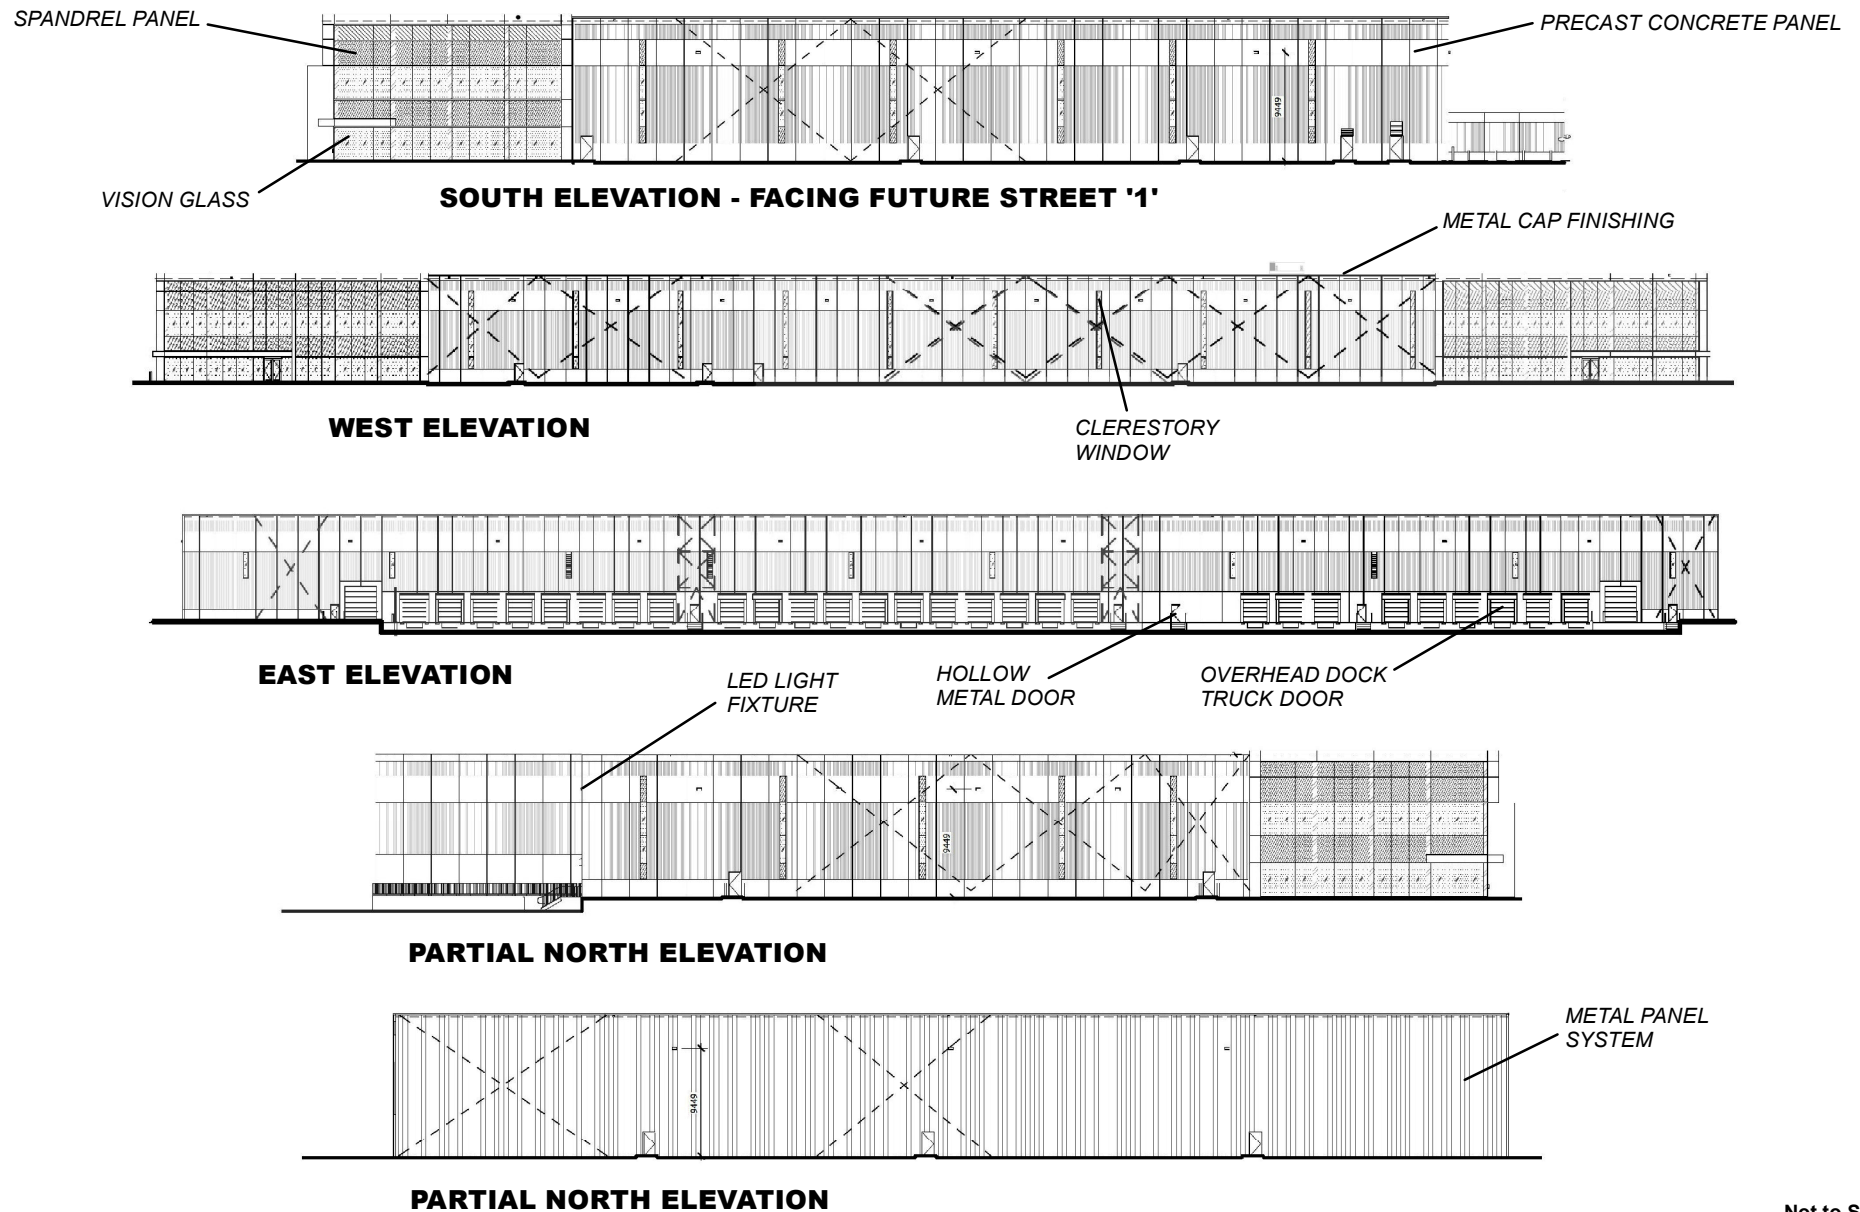 SPANDREL PANEL
PRECAST CONCRETE PANEL
9449
VISION GLASS
SOUTH ELEVATION - FACING FUTURE STREET '1'
METAL CAP FINISHING
WEST ELEVATION
CLERESTORY
WINDOW
EAST ELEVATION
HOLLOW
METAL DOOR
OVERHEAD DOCK
TRUCK DOOR
LED LIGHT
FIXTURE
9449
PARTIAL NORTH ELEVATION
METAL PANEL
SYSTEM
9449
PARTIAL NORTH ELEVATION
Not to S